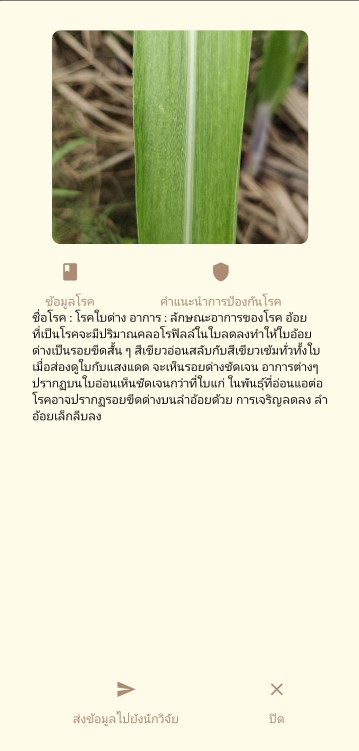 ข้อมูลโรค
คำแนะนำการป้องกันโรค
ชื่อโรค : โรคใบด่าง อาการ : ลักษณะอาการของโรค อ้อย
ที่เป็นโรคจะมีปริมาณคลอโรฟิลล์ในใบลดลงทำให้ใบอ้อย
ด่างเป็นรอยขีดสั้น ๆ สีเขียวอ่อนสลับกับสีเขียวเข้มทั่วทั้งใบ
เมื่อส่องดูใบกับแสงแดด จะเห็นรอยด่างชัดเจน อาการต่างๆ
ปรากฏบนใบอ่อนเห็นชัดเจนกว่าที่ใบแก่ ในพันธุ์ที่อ่อนแอต่อ
โรคอาจปรากฏรอยขีดต่างบนลำอ้อยด้วย การเจริญลดลง ลำ
อ้อยเล็กลีบลง
ส่งข้อมูลไปยังนักวิจัย
ปิด